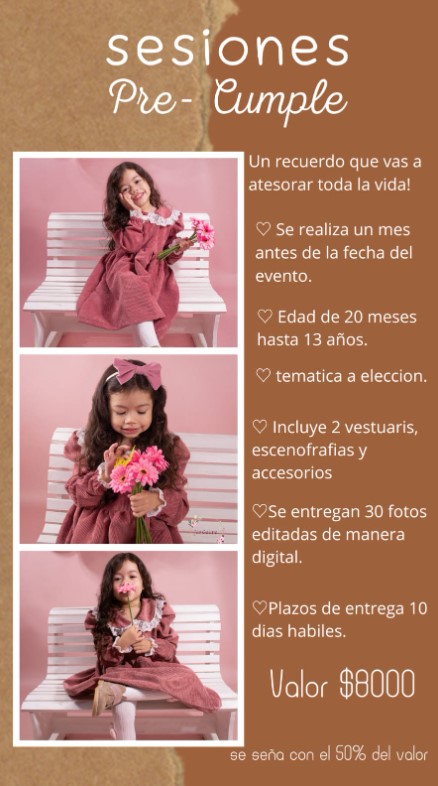 sesiones
Pre- Cumple
Un recuerdo que vas a
atesorar toda la vida!
♡ Se realiza un mes
antes de la fecha del
evento.
♡ Edad de 20 meses
hasta 13 años.
♡ tematica a eleccion.
♡ Incluye 2 vestuaris,
escenofrafias y
accesorios
♡Se entregan 30 fotos
editadas de manera
digital.
♡Plazos de entrega 10
dias habiles.
Valor $8000
se seña con el 50% del valor